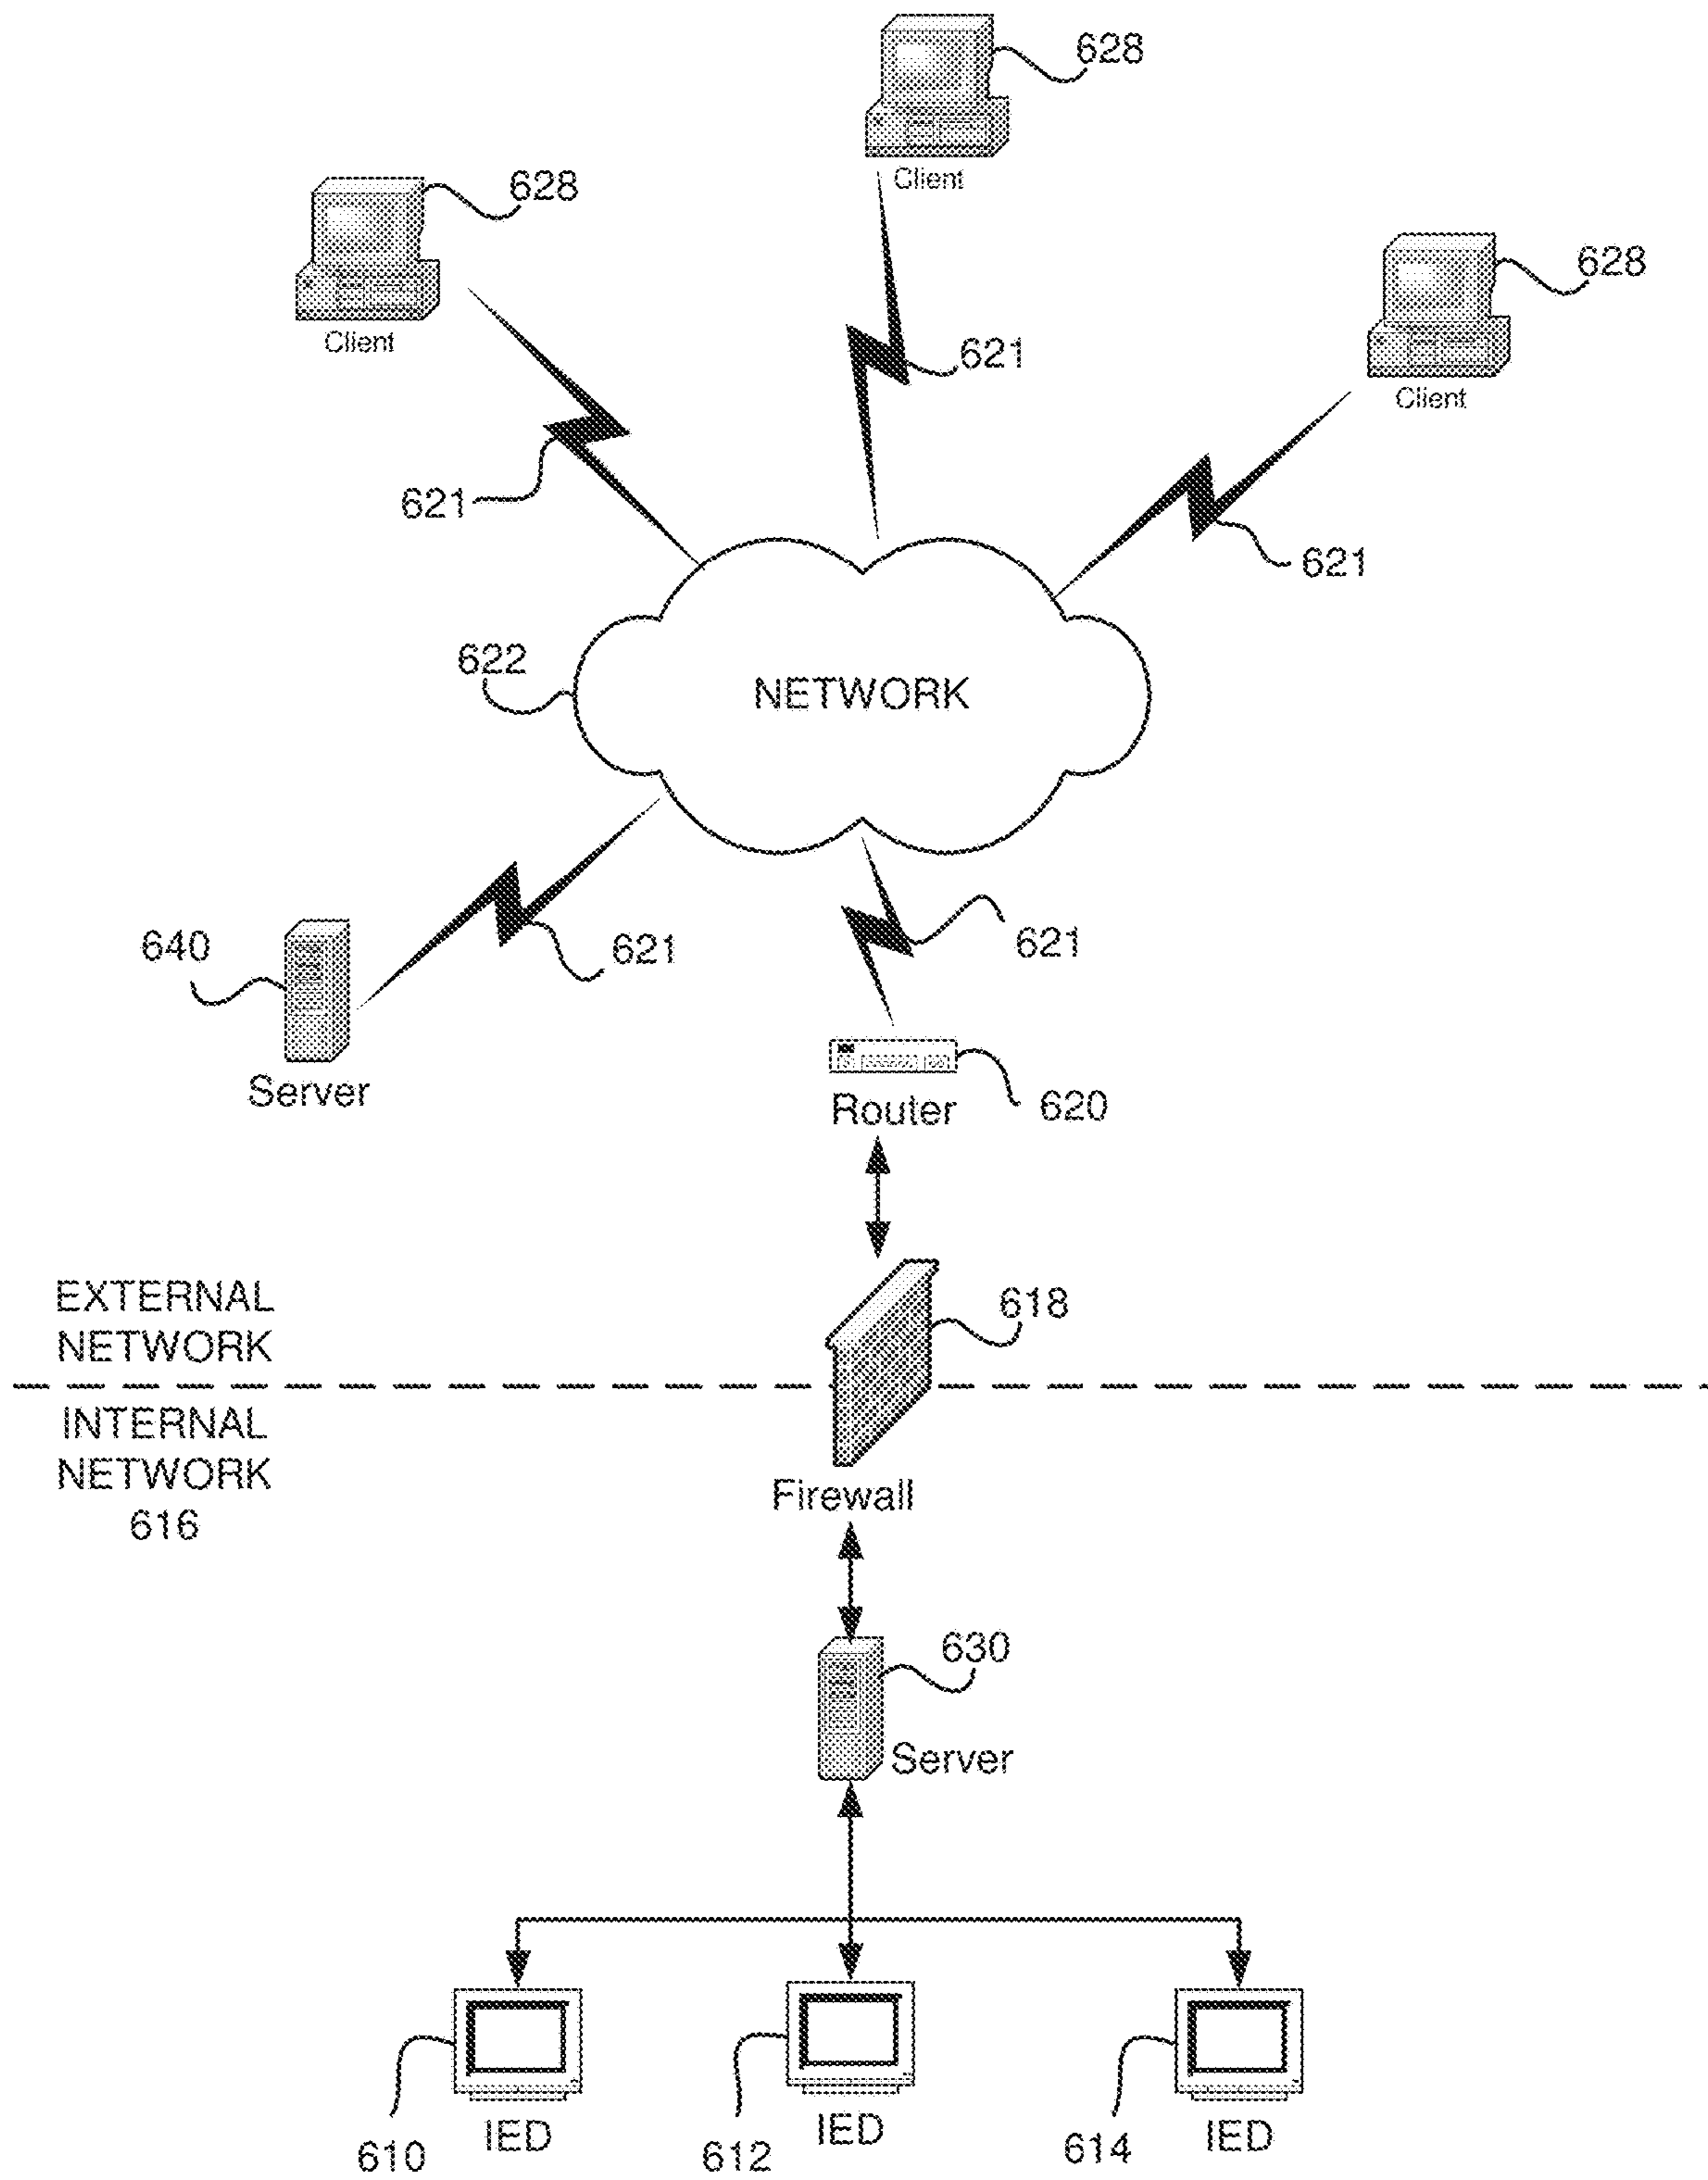 628
Client
628
Client
628
Client
621
621
621
622
NETWORK
640
621
621
Server
Router
620
EXTERNAL
NETWORK
618
INTERNAL
NETWORK
616
Firewall
630
Server
610
IED
612
IED
614
IED